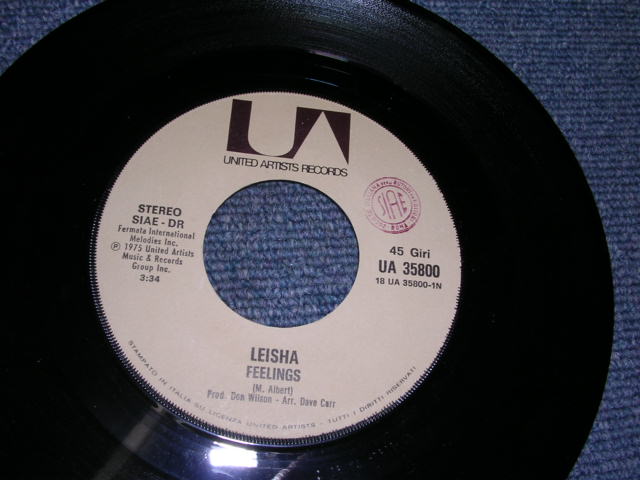 UA
UNITED ARTISTS RECORDS
STEREO
SIAE - DR
Fermata International
Melodies Inc.
℗ 1975 United Artists
Music & Records
Group Inc.
3:34
SIAE
45 Giri
UA 35800
18 UA 35800-1N
LEISHA
FEELINGS
(M. Albert)
Prod. Don Wilson - Arr. Dave Carr
STAMPATO IN ITALIA SU LICENZA UNITED ARTISTS - TUTTI I DIRITTI RISERVATI